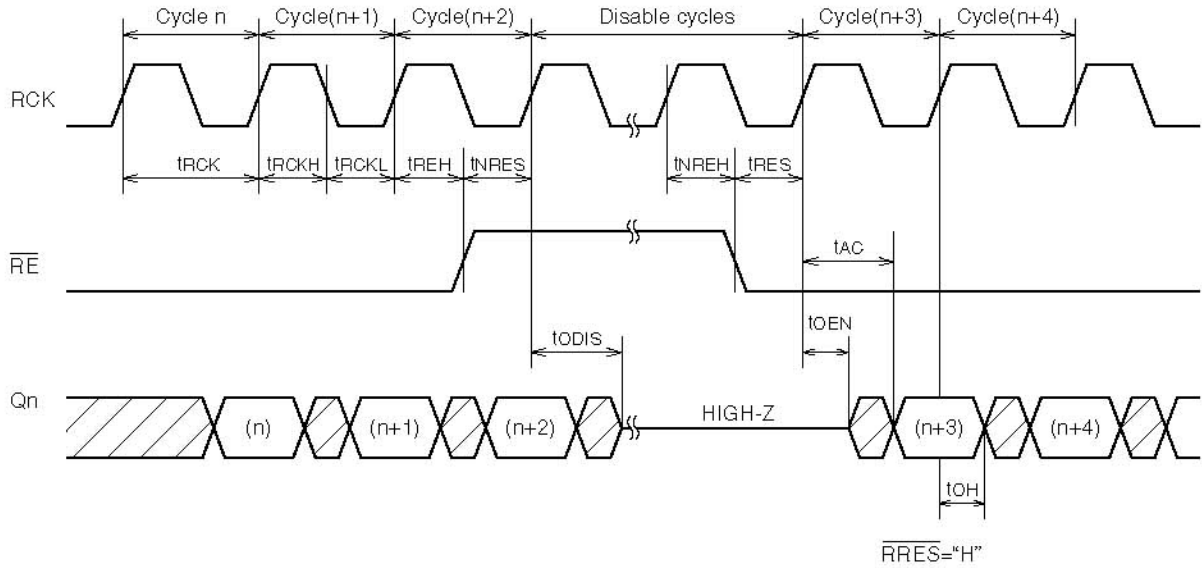 Cycle n Cycle(n+1) Cycle(n+2) Disable cycles Cycle(n+3) Cycle(n+4)
RCK
tRCK tRCKH tRCKL tREH tNRES tNREH tRES
RE
tAC
tODIS tOEN
Qn
(n) (n+1) (n+2) HIGH-Z (n+3) (n+4)
tOH
RRES="H"